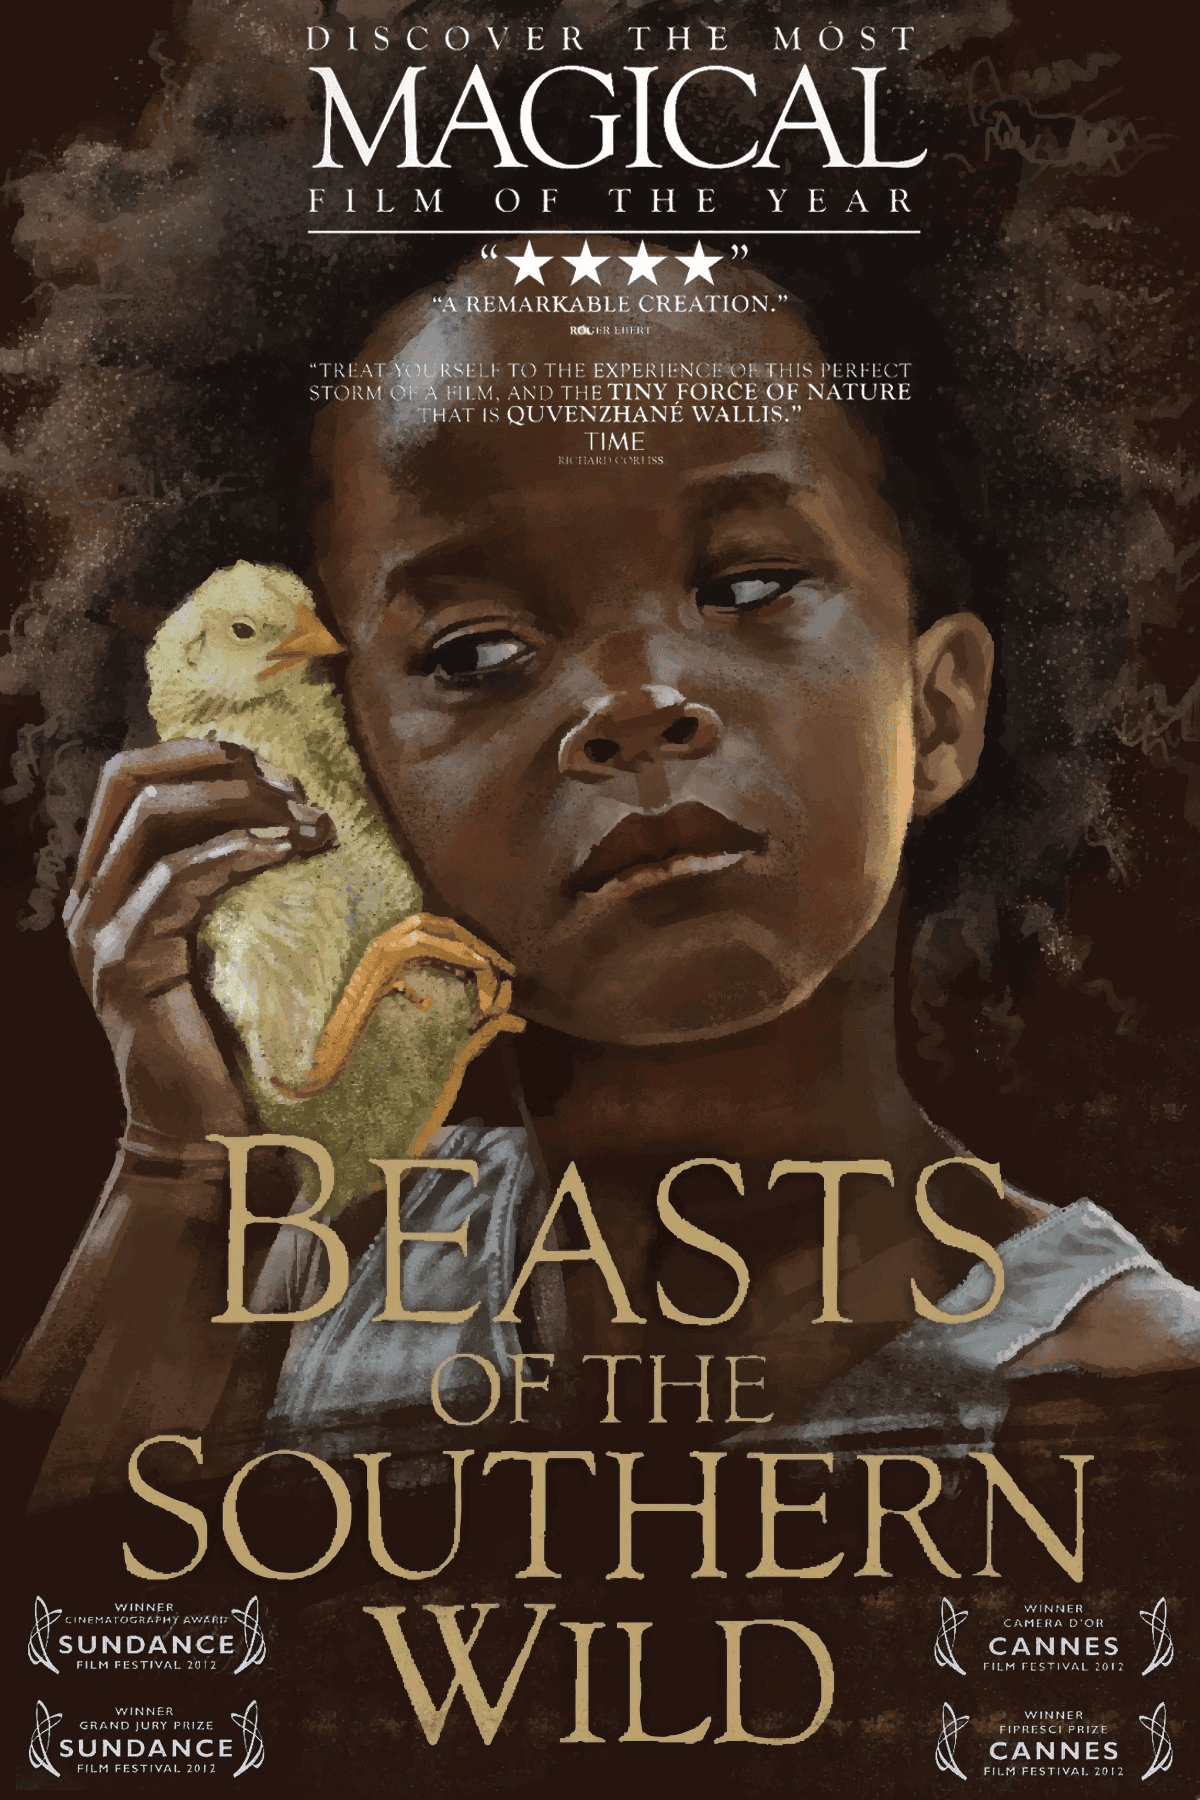 DISCOVER THE MOST
MAGICAL
FILM OF THE YEAR
“★★★★”
“A REMARKABLE CREATION.”
ROGER EBERT
“TREAT YOURSELF TO THE EXPERIENCE OF THIS PERFECT
STORM OF A FILM, AND THE TINY FORCE OF NATURE
THAT IS QUVENZHANÉ WALLIS.”
TIME
RICHARD CORLISS
BEASTS
OF THE
SOUTHERN
WILD
WINNER
CINEMATOGRAPHY AWARD
SUNDANCE
FILM FESTIVAL 2012
WINNER
GRAND JURY PRIZE
SUNDANCE
FILM FESTIVAL 2012
WINNER
CAMERA D'OR
CANNES
FILM FESTIVAL 2012
WINNER
FIPRESCI PRIZE
CANNES
FILM FESTIVAL 2012